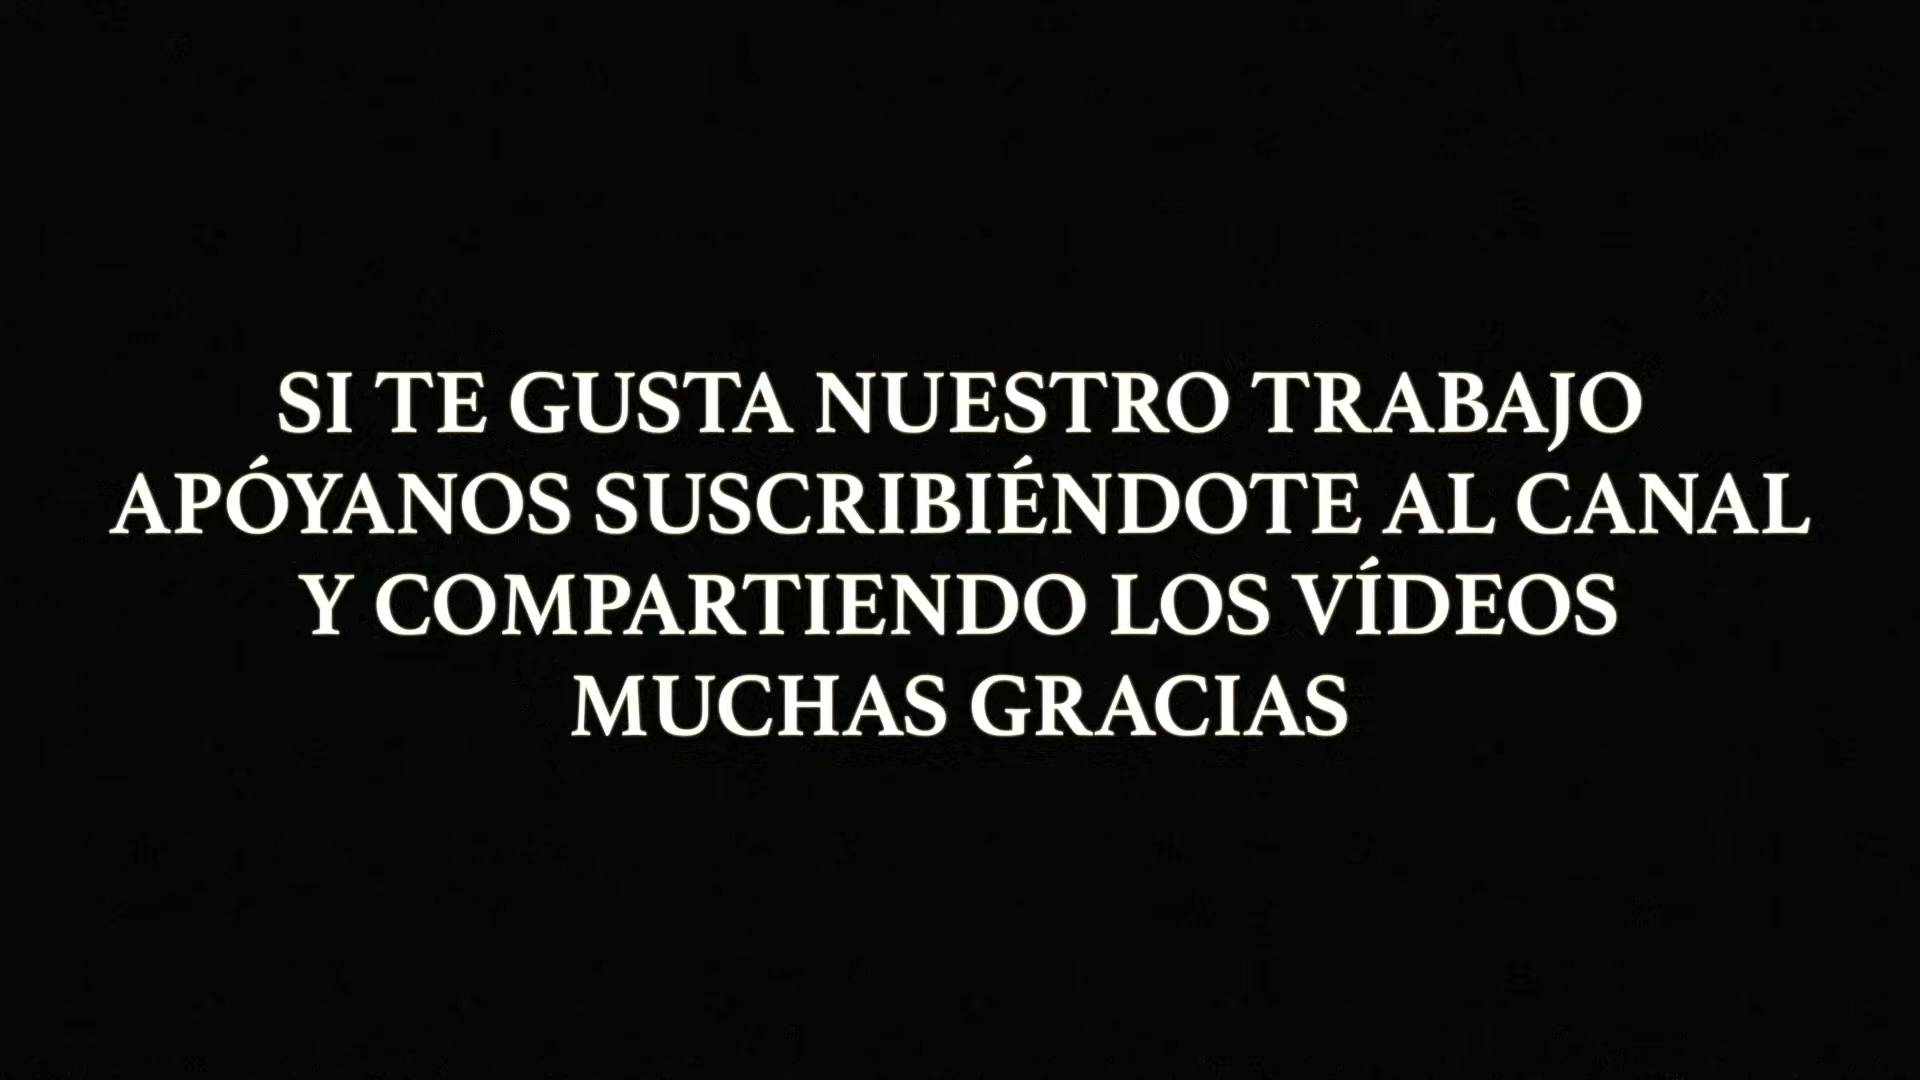 SI TE GUSTA NUESTRO TRABAJO
APÓYANOS SUSCRIBIÉNDOTE AL CANAL
Y COMPARTIENDO LOS VÍDEOS
MUCHAS GRACIAS